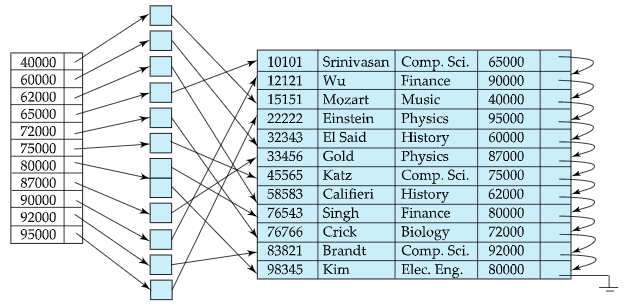 40000
60000
62000
65000
72000
75000
80000
87000
90000
92000
95000
10101 Srinivasan Comp. Sci. 65000
12121 Wu Finance 90000
15151 Mozart Music 40000
22222 Einstein Physics 95000
32343 El Said History 60000
33456 Gold Physics 87000
45565 Katz Comp. Sci. 75000
58583 Califieri History 62000
76543 Singh Finance 80000
76766 Crick Biology 72000
83821 Brandt Comp. Sci. 92000
98345 Kim Elec. Eng. 80000